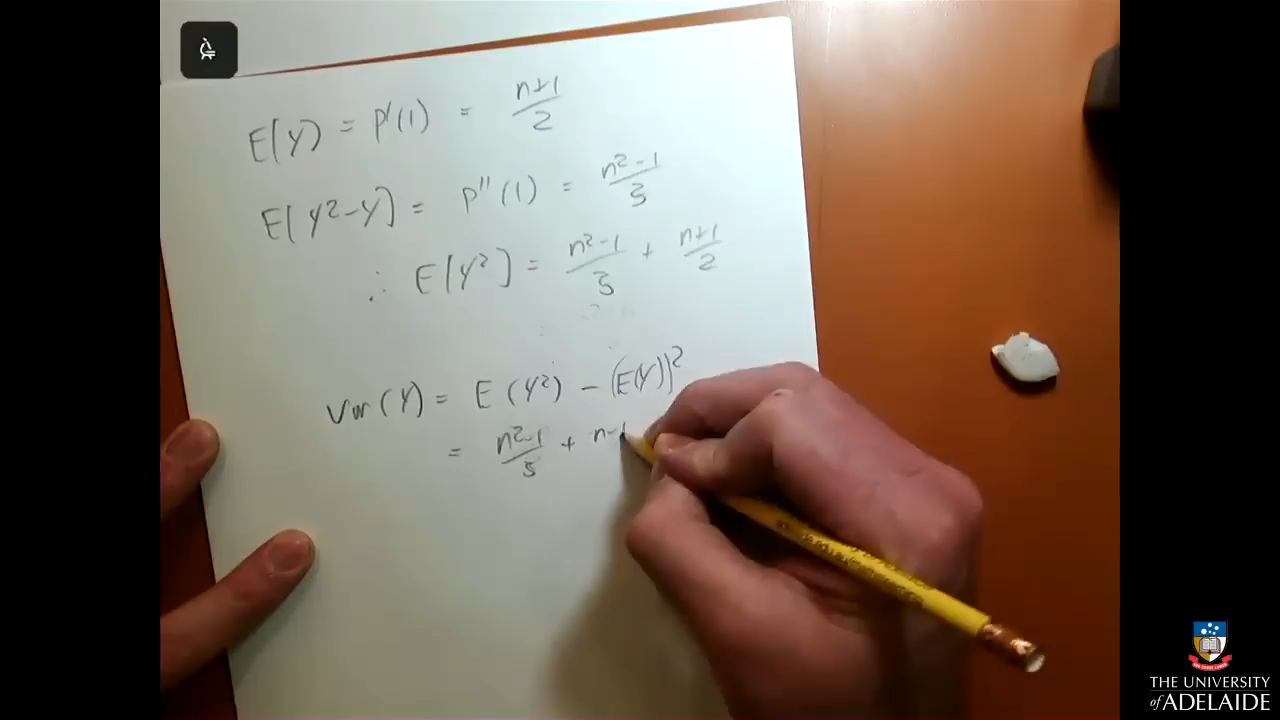 E(Y) = P'(1) = n+1/2
E[Y²-Y] = P''(1) = n²-1/3
∴ E[Y²] = n²-1/3 + n+1/2
Var(Y) = E(Y²) - (E(Y))²
= n²-1/3 + n-1
THE UNIVERSITY
of ADELAIDE